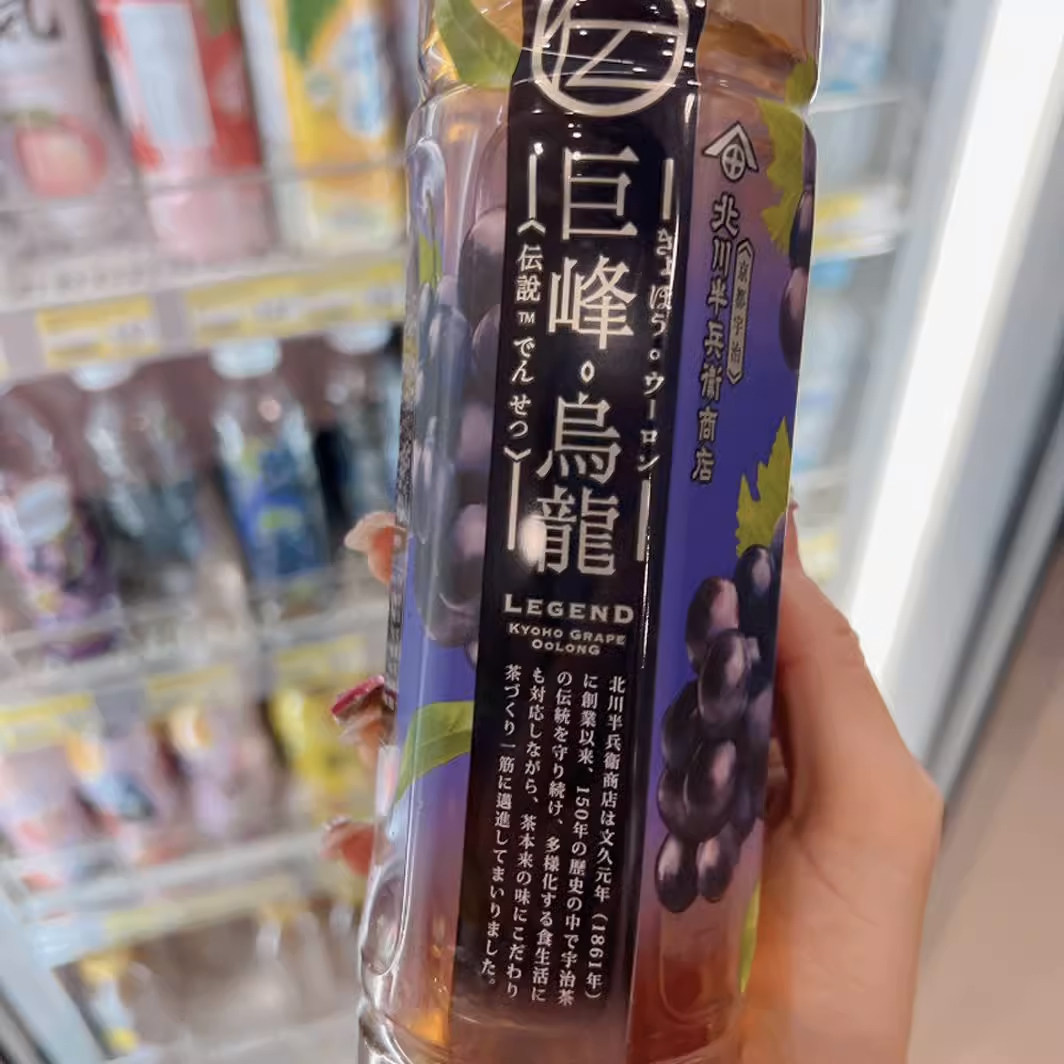 伝
巨峰。烏龍
きょほう。ウーロン
〈伝説™でんせつ〉
北川半兵衛商店
〈京都宇治〉
LEGEND
KYOHO GRAPE
OOLONG
北川半兵衛商店は文久元年(1861年)
に創業以来、150年の歴史の中で宇治茶
の伝統を守り続け、多様化する食生活に
も対応しながら、茶本来の味にこだわり
茶づくり一筋に邁進してまいりました。